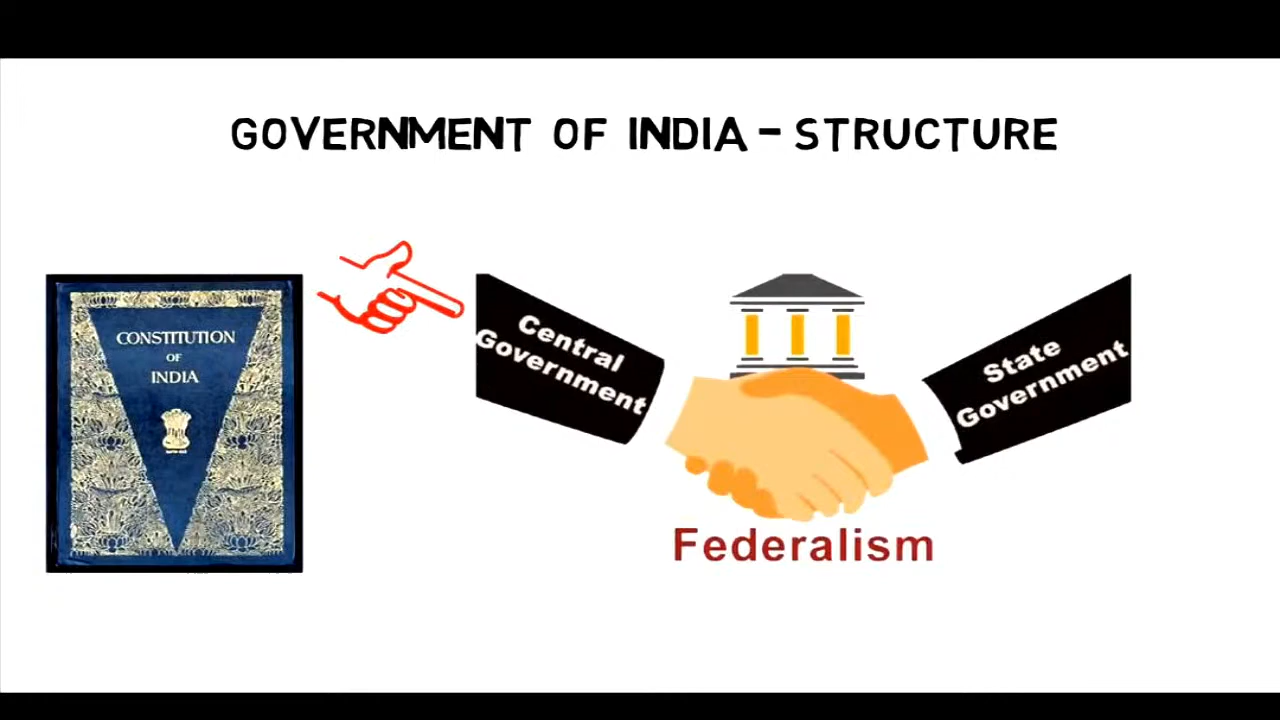 GOVERNMENT OF INDIA - STRUCTURE
CONSTITUTION
OF
INDIA
Central
Government
State
Government
Federalism